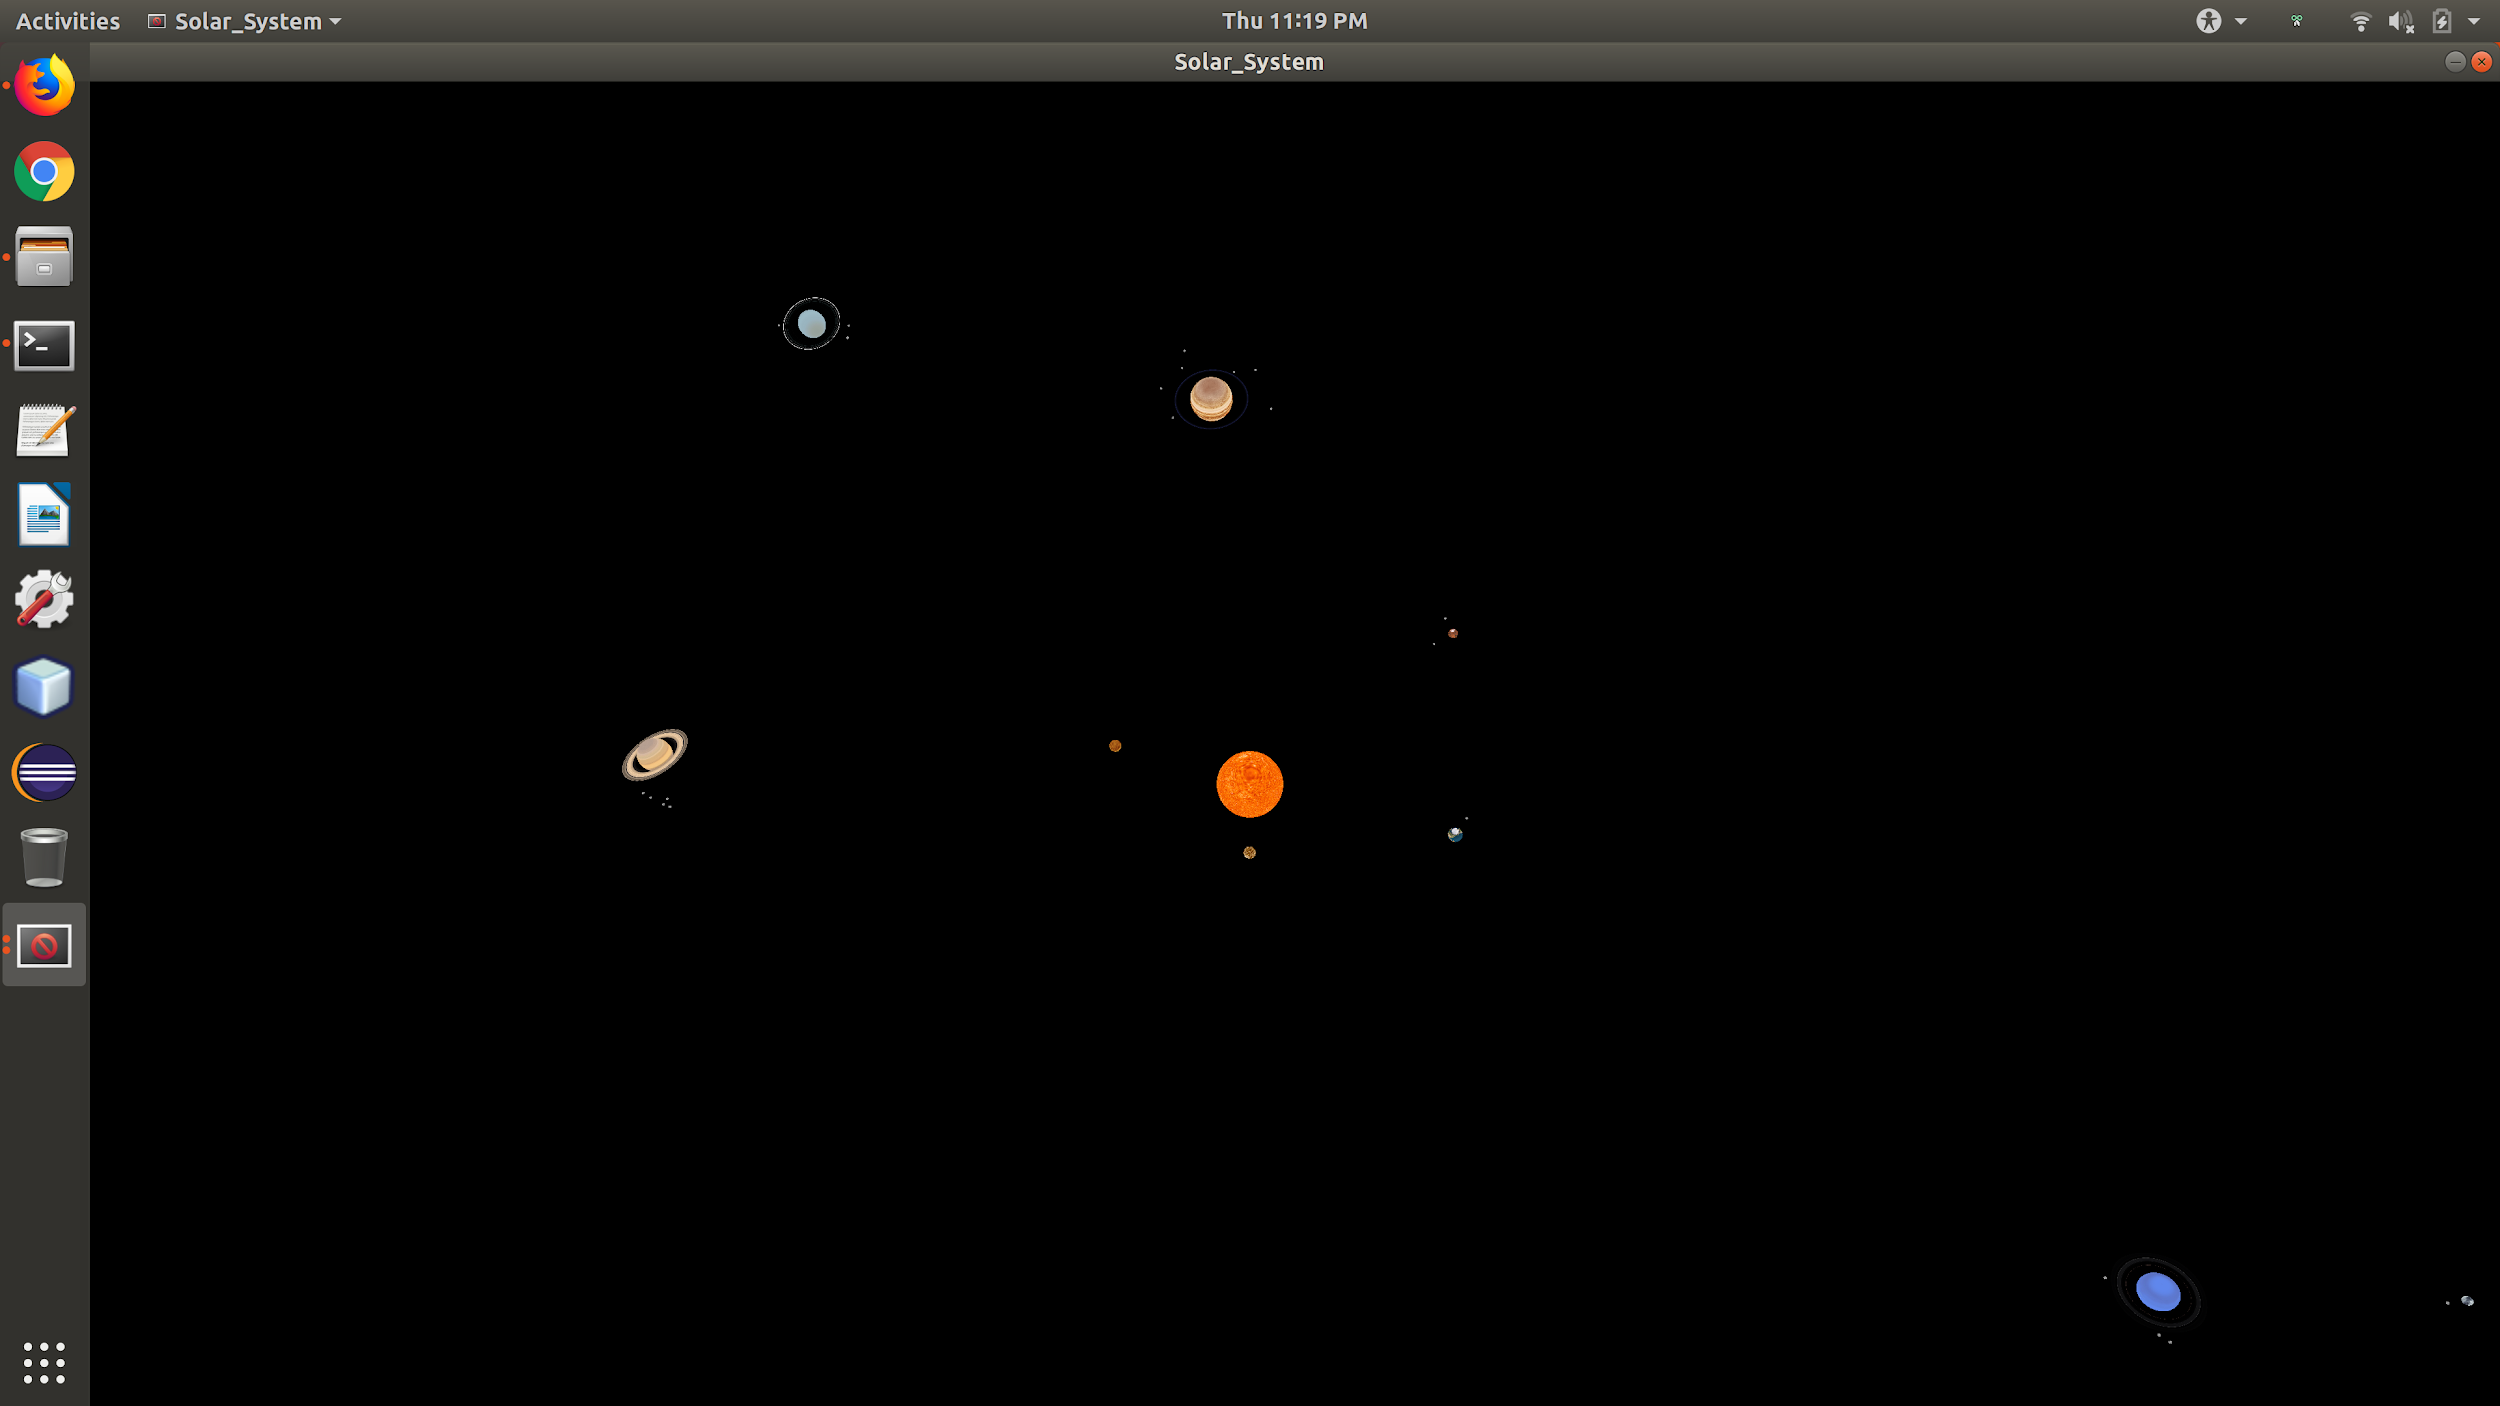 Activities
Solar_System
Thu 11:19 PM
Solar_System